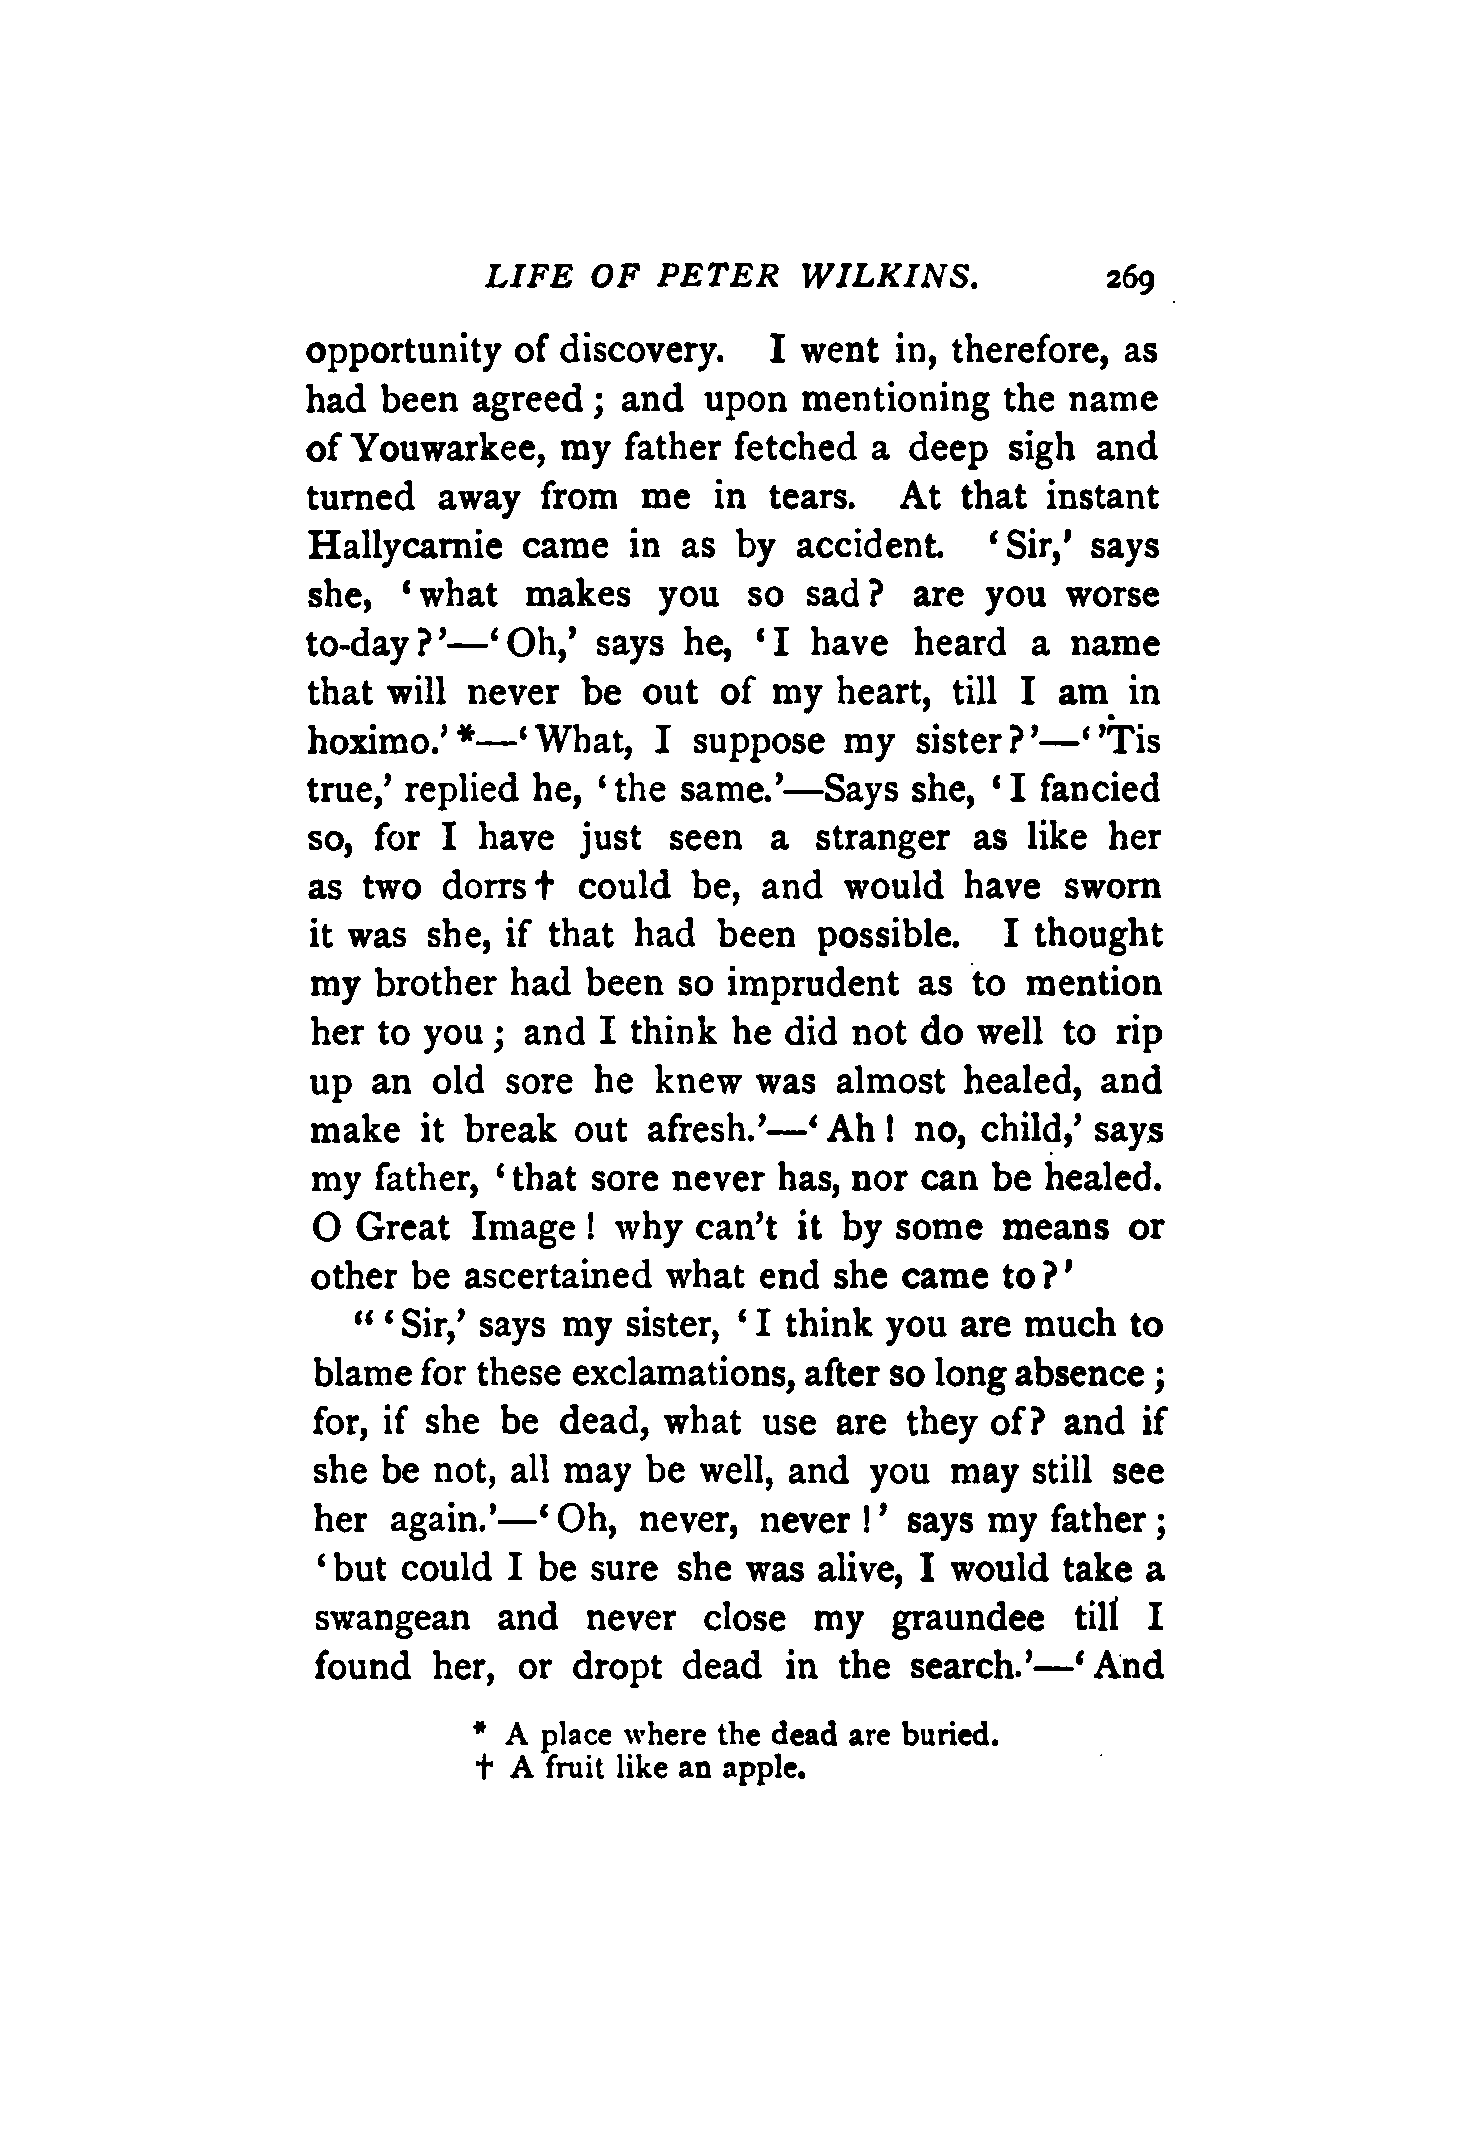 LIFE OF PETER WILKINS. 269
opportunity of discovery. I went in, therefore, as
had been agreed; and upon mentioning the name
of Youwarkee, my father fetched a deep sigh and
turned away from me in tears. At that instant
Hallycarnie came in as by accident. ‘Sir,’ says
she, ‘what makes you so sad? are you worse
to-day?’—‘Oh,’ says he, ‘I have heard a name
that will never be out of my heart, till I am in
hoximo.’*—‘What, I suppose my sister?’—‘’Tis
true,’ replied he, ‘the same.’—Says she, ‘I fancied
so, for I have just seen a stranger as like her
as two dorrs† could be, and would have sworn
it was she, if that had been possible. I thought
my brother had been so imprudent as to mention
her to you; and I think he did not do well to rip
up an old sore he knew was almost healed, and
make it break out afresh.’—‘Ah! no, child,’ says
my father, ‘that sore never has, nor can be healed.
O Great Image! why can’t it by some means or
other be ascertained what end she came to?’
“‘Sir,’ says my sister, ‘I think you are much to
blame for these exclamations, after so long absence;
for, if she be dead, what use are they of? and if
she be not, all may be well, and you may still see
her again.’—‘Oh, never, never!’ says my father;
‘but could I be sure she was alive, I would take a
swangean and never close my graundee till I
found her, or dropt dead in the search.’—‘And
* A place where the dead are buried.
† A fruit like an apple.